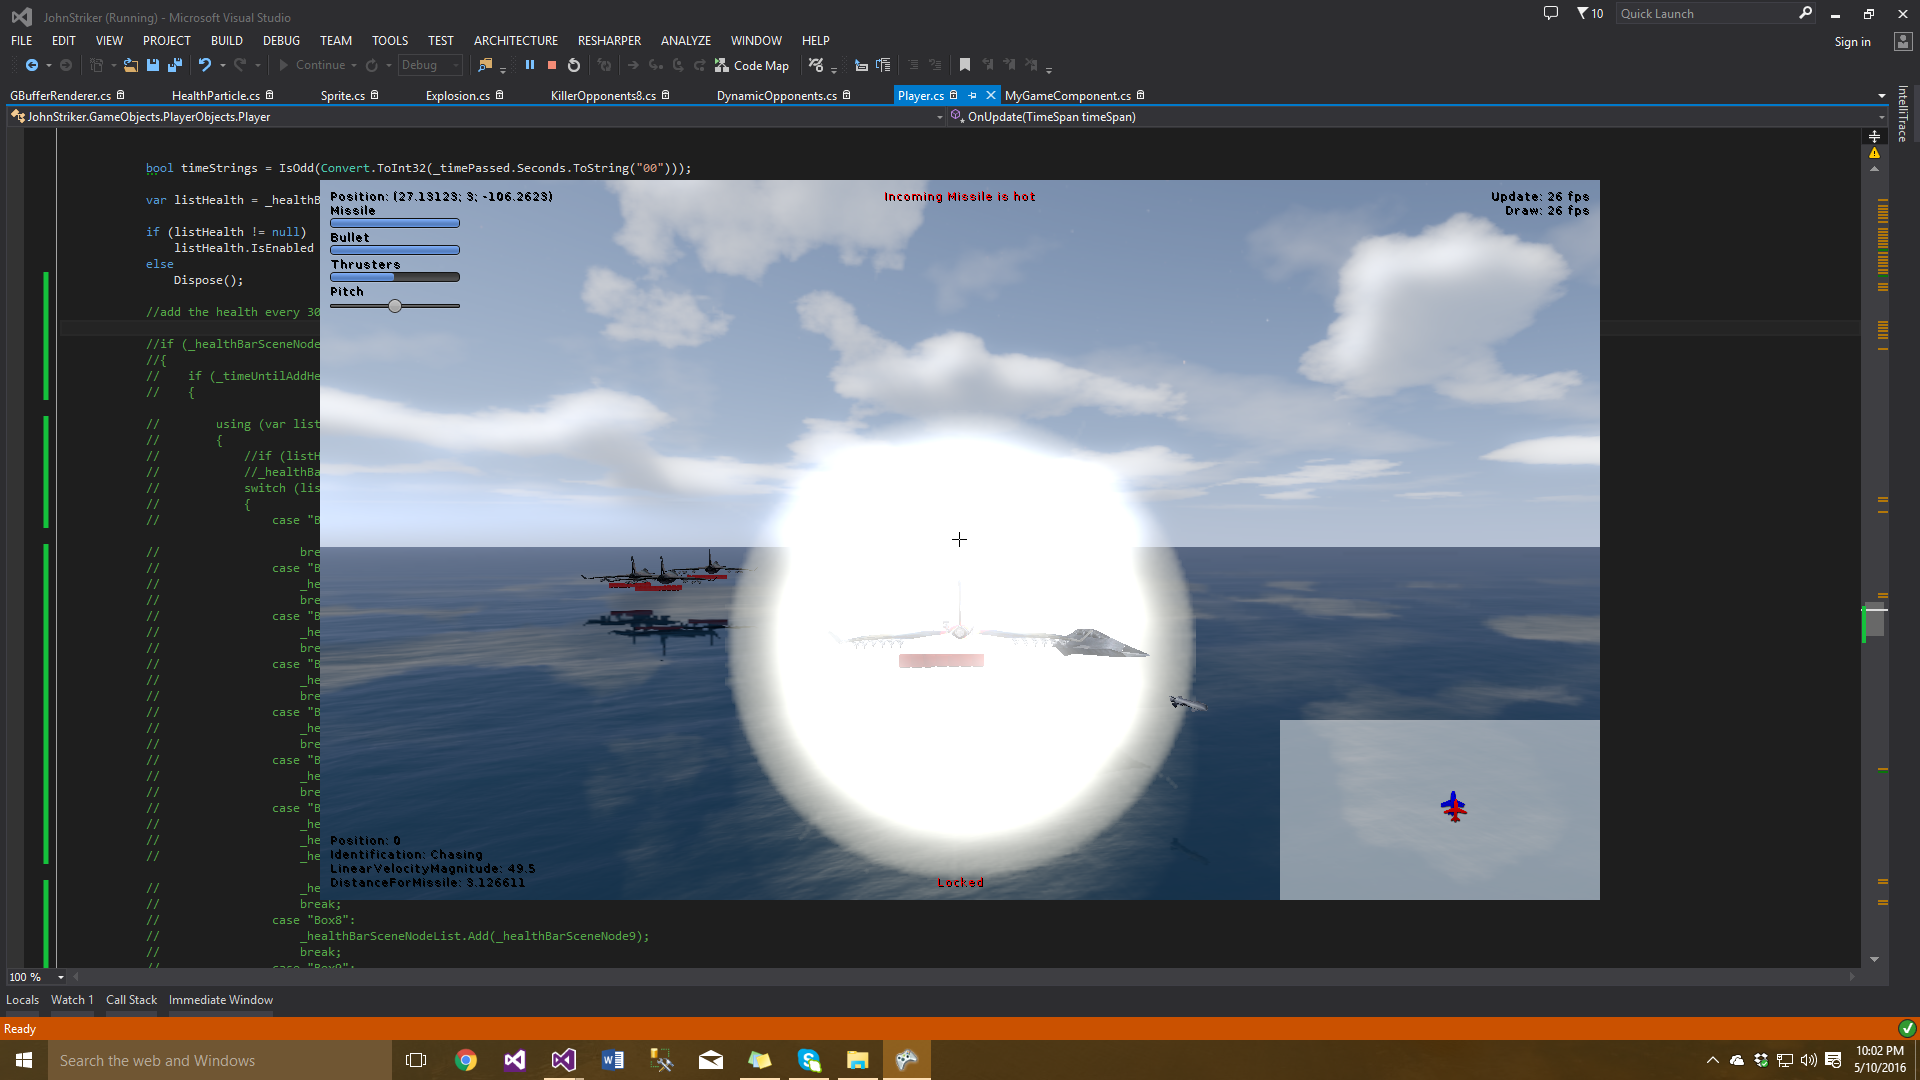 JohnStriker (Running) - Microsoft Visual Studio
10
Quick Launch
FILE EDIT VIEW PROJECT BUILD DEBUG TEAM TOOLS TEST ARCHITECTURE RESHARPER ANALYZE WINDOW HELP
Sign in
Continue Debug Code Map
GBufferRenderer.cs HealthParticle.cs Sprite.cs Explosion.cs KillerOpponents8.cs DynamicOpponents.cs Player.cs MyGameComponent.cs
IntelliTrace
JohnStriker.GameObjects.PlayerObjects.Player OnUpdate(TimeSpan timeSpan)
bool timeStrings = IsOdd(Convert.ToInt32(_timePassed.Seconds.ToString("00")));
var listHealth = _healthB
if (listHealth != null)
listHealth.IsEnabled
else
Dispose();
//add the health every 30
//if (_healthBarSceneNode
//{
// if (_timeUntilAddHe
// {
// using (var list
// {
// //if (listH
// //_healthBa
// switch (lis
// {
// case "B
// bre
// case "B
// _he
// bre
// case "B
// _he
// bre
// case "B
// _he
// bre
// case "B
// _he
// bre
// case "B
// _he
// bre
// case "B
// _he
// _he
// _he
// _he
// break;
// case "Box8":
// _healthBarSceneNodeList.Add(_healthBarSceneNode9);
// break;
// case "Box9":
Position: (27.13123; 3; -106.2623)
Missile
Bullet
Thrusters
Pitch
Incoming Missile is hot
Update: 26 fps
Draw: 26 fps
Position: 0
Identification: Chasing
LinearVelocityMagnitude: 49.5
DistanceForMissile: 3.126611
Locked
100 %
Locals Watch 1 Call Stack Immediate Window
Ready
Search the web and Windows
10:02 PM
5/10/2016